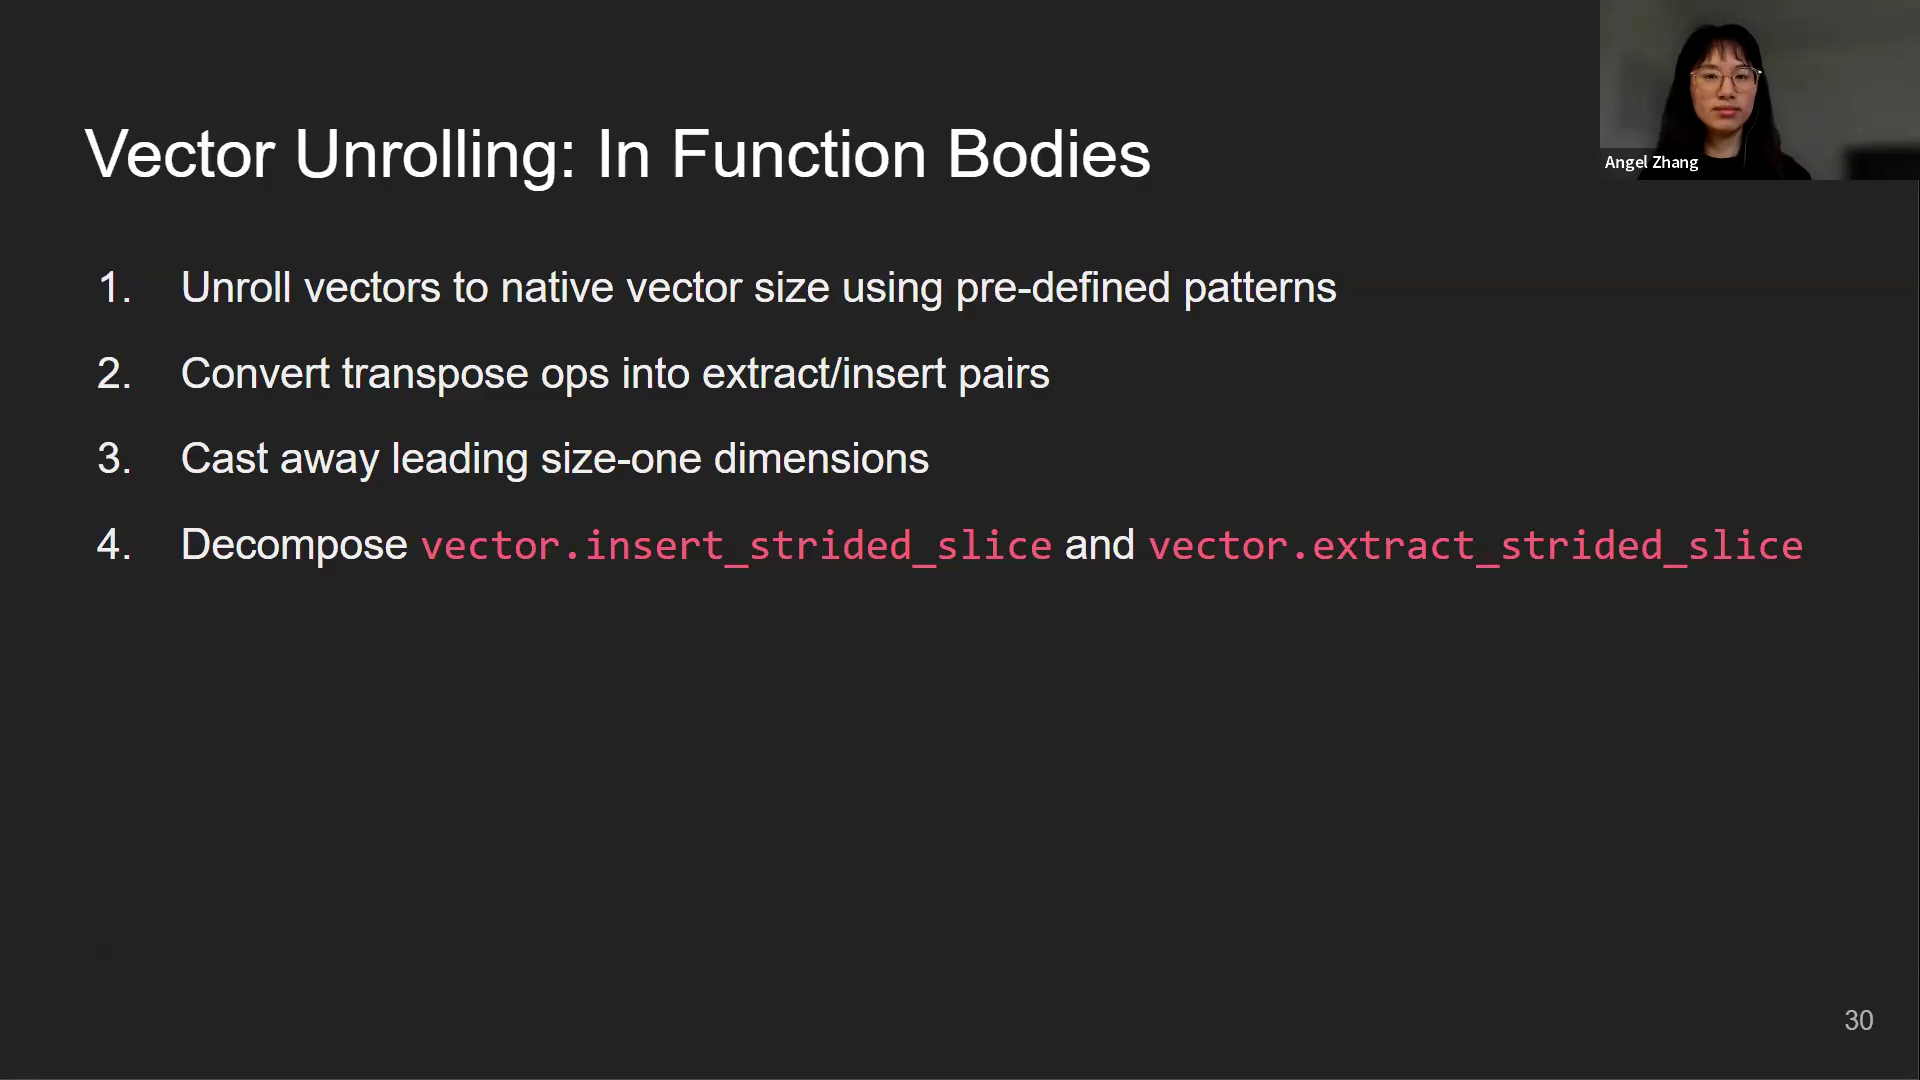 Vector Unrolling: In Function Bodies
Angel Zhang
1. Unroll vectors to native vector size using pre-defined patterns
2. Convert transpose ops into extract/insert pairs
3. Cast away leading size-one dimensions
4. Decompose vector.insert_strided_slice and vector.extract_strided_slice
30